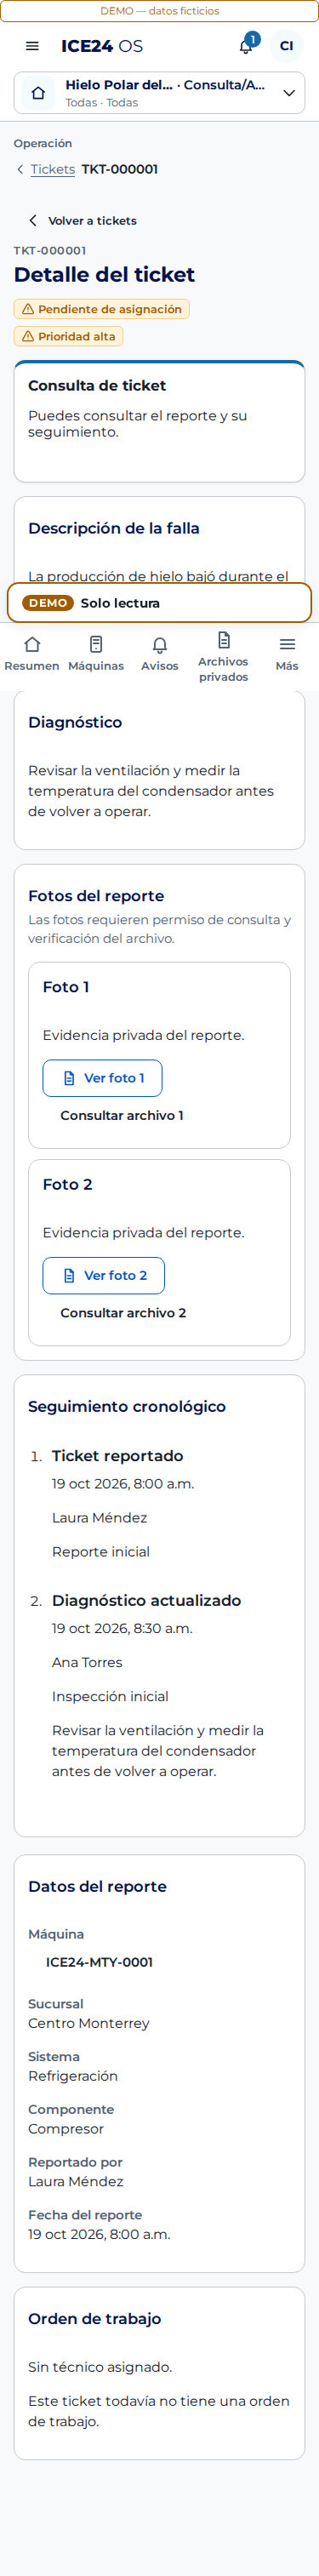 DEMO — datos ficticios
ICE24 OS
1
CI
Hielo Polar del... · Consulta/A...
Todas · Todas
Operación
Tickets TKT-000001
Volver a tickets
TKT-000001
Detalle del ticket
Pendiente de asignación
Prioridad alta
Consulta de ticket
Puedes consultar el reporte y su
seguimiento.
Descripción de la falla
La producción de hielo bajó durante el
DEMO Solo lectura
Resumen
Máquinas
Avisos
Archivos
privados
Más
Diagnóstico
Revisar la ventilación y medir la
temperatura del condensador antes
de volver a operar.
Fotos del reporte
Las fotos requieren permiso de consulta y
verificación del archivo.
Foto 1
Evidencia privada del reporte.
Ver foto 1
Consultar archivo 1
Foto 2
Evidencia privada del reporte.
Ver foto 2
Consultar archivo 2
Seguimiento cronológico
1. Ticket reportado
19 oct 2026, 8:00 a.m.
Laura Méndez
Reporte inicial
2. Diagnóstico actualizado
19 oct 2026, 8:30 a.m.
Ana Torres
Inspección inicial
Revisar la ventilación y medir la
temperatura del condensador
antes de volver a operar.
Datos del reporte
Máquina
ICE24-MTY-0001
Sucursal
Centro Monterrey
Sistema
Refrigeración
Componente
Compresor
Reportado por
Laura Méndez
Fecha del reporte
19 oct 2026, 8:00 a.m.
Orden de trabajo
Sin técnico asignado.
Este ticket todavía no tiene una orden
de trabajo.